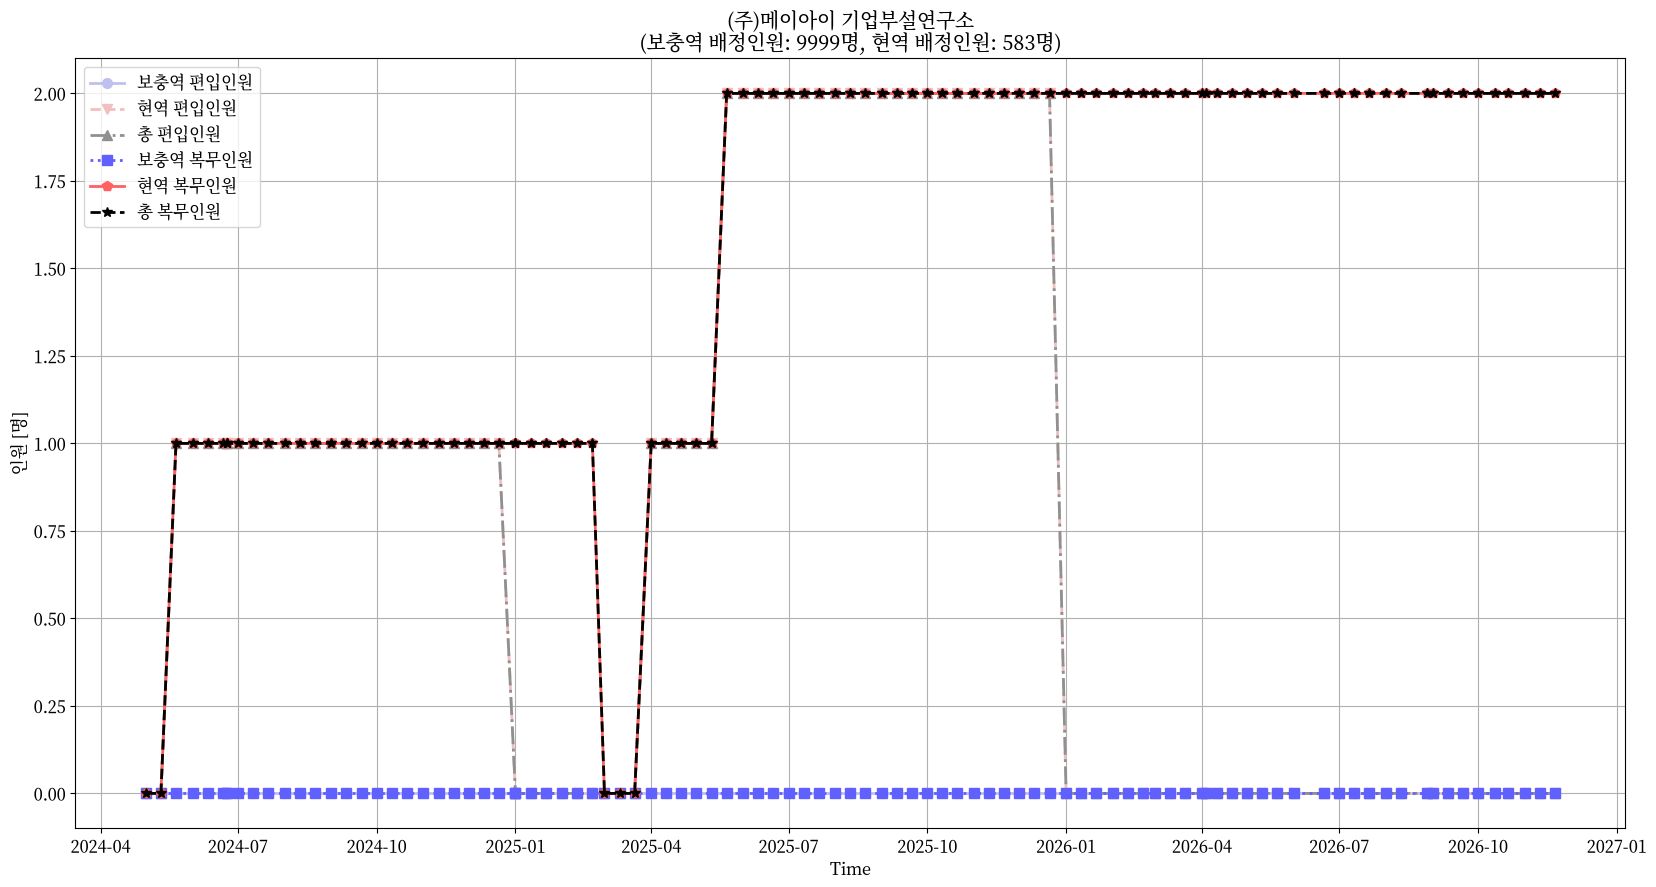 (주)메이아이 기업부설연구소
(보충역 배정인원: 9999명, 현역 배정인원: 583명)
보충역 편입인원
현역 편입인원
총 편입인원
보충역 복무인원
현역 복무인원
총 복무인원
2.00
1.75
1.50
1.25
1.00
0.75
0.50
0.25
0.00
인원 [명]
2024-04 2024-07 2024-10 2025-01 2025-04 2025-07 2025-10 2026-01 2026-04 2026-07 2026-10 2027-01
Time